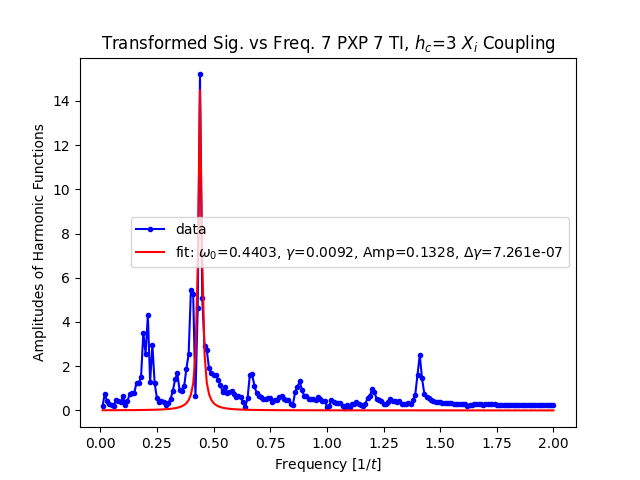 Transformed Sig. vs Freq. 7 PXP 7 TI, $h_c$=3 $X_i$ Coupling
Amplitudes of Harmonic Functions
14
12
10
8
6
4
2
0
data
fit: $\omega_0$=0.4403, $\gamma$=0.0092, Amp=0.1328, $\Delta\gamma$=7.261e-07
0.00 0.25 0.50 0.75 1.00 1.25 1.50 1.75 2.00
Frequency [1/$t$]